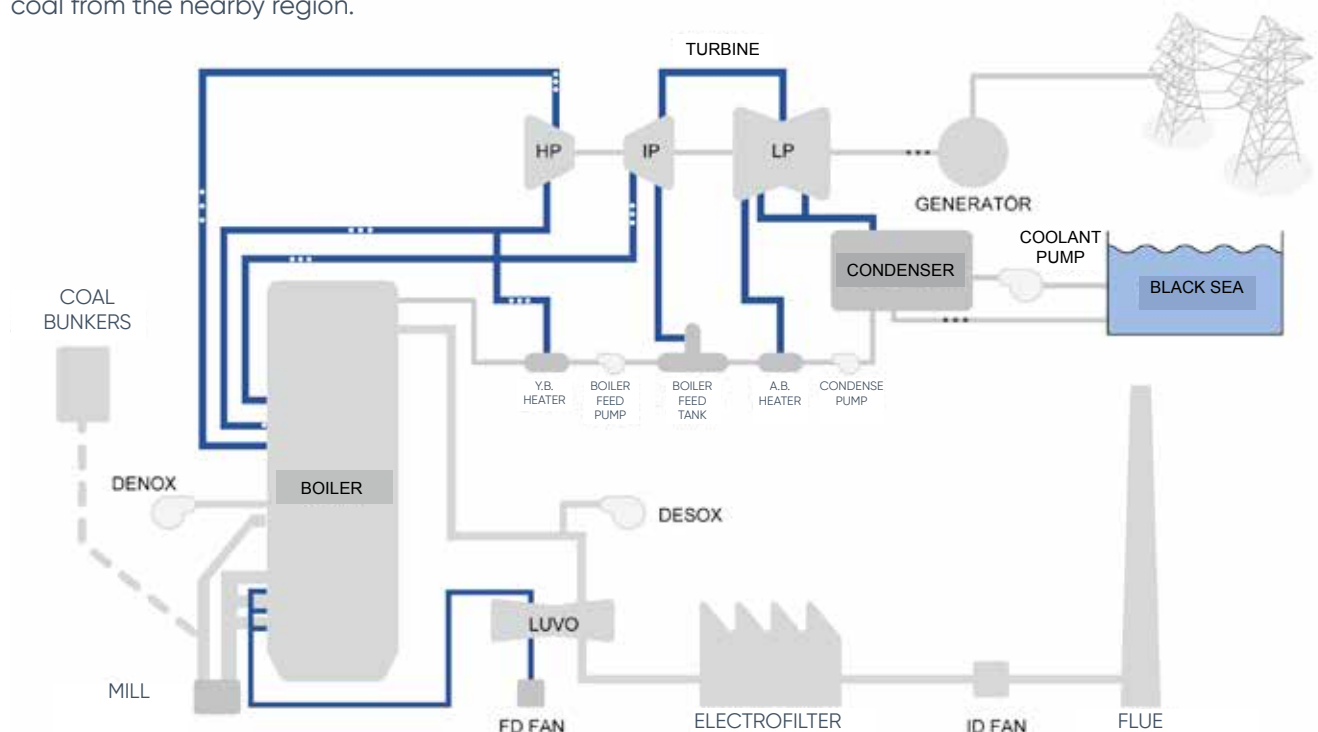 coal from the nearby region.
TURBINE
HP
IP
LP
GENERATÖR
COOLANT
PUMP
CONDENSER
BLACK SEA
COAL
BUNKERS
Y.B.
HEATER
BOILER
FEED
PUMP
BOILER
FEED
TANK
A.B.
HEATER
CONDENSE
PUMP
DENOX
BOILER
DESOX
LUVO
MILL
FD FAN
ELECTROFILTER
ID FAN
FLUE